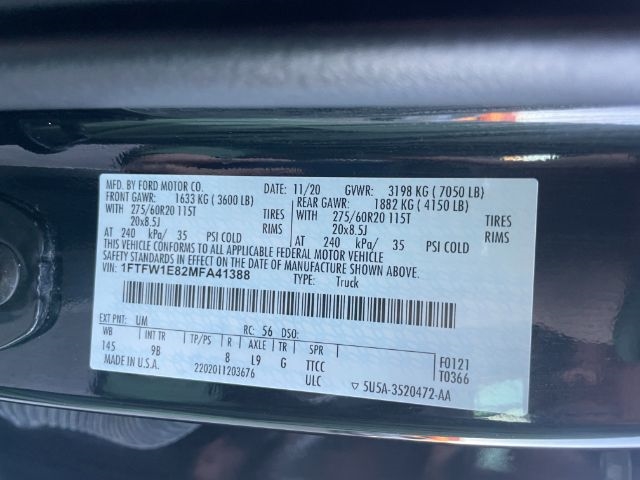 MFD. BY FORD MOTOR CO. DATE: 11/20 GVWR: 3198 KG ( 7050 LB)
FRONT GAWR: 1633 KG ( 3600 LB) REAR GAWR: 1882 KG ( 4150 LB)
WITH 275/60R20 115T TIRES WITH 275/60R20 115T TIRES
20x8.5J RIMS 20x8.5J RIMS
AT 240 kPa/ 35 PSI COLD AT 240 kPa/ 35 PSI COLD
THIS VEHICLE CONFORMS TO ALL APPLICABLE FEDERAL MOTOR VEHICLE
SAFETY STANDARDS IN EFFECT ON THE DATE OF MANUFACTURE SHOWN ABOVE.
VIN: 1FTFW1E82MFA41388 TYPE: Truck
EXT PNT: UM RC: 56 DSO:
WB INT TR TP/PS R AXLE TR SPR F0121
145 9B 8 L9 G TTCC T0366
MADE IN U.S.A. 2202011203676 ULC ▽ 5U5A-3520472-AA